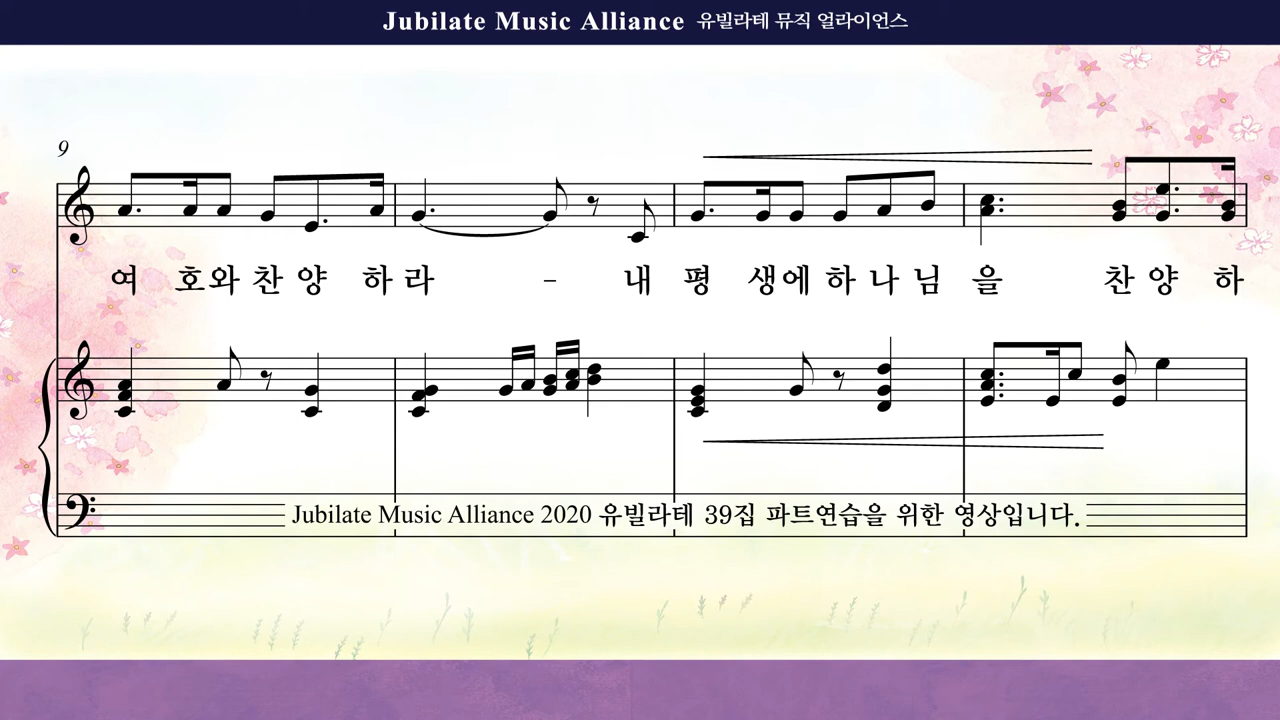 Jubilate Music Alliance 유빌라테 뮤직 얼라이언스
9
여 호와 찬 양 하 라 - 내 평 생에 하 나 님 을 찬 양 하
Jubilate Music Alliance 2020 유빌라테 39집 파트연습을 위한 영상입니다.